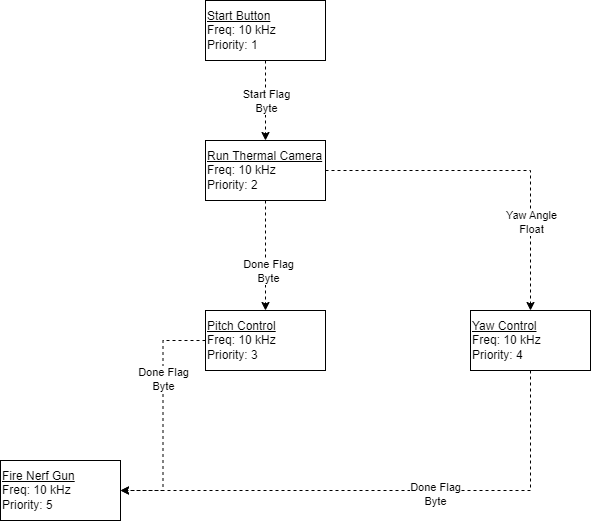 Start Button
Freq: 10 kHz
Priority: 1
Start Flag
Byte
Run Thermal Camera
Freq: 10 kHz
Priority: 2
Yaw Angle
Float
Done Flag
Byte
Pitch Control
Freq: 10 kHz
Priority: 3
Yaw Control
Freq: 10 kHz
Priority: 4
Done Flag
Byte
Fire Nerf Gun
Freq: 10 kHz
Priority: 5
Done Flag
Byte